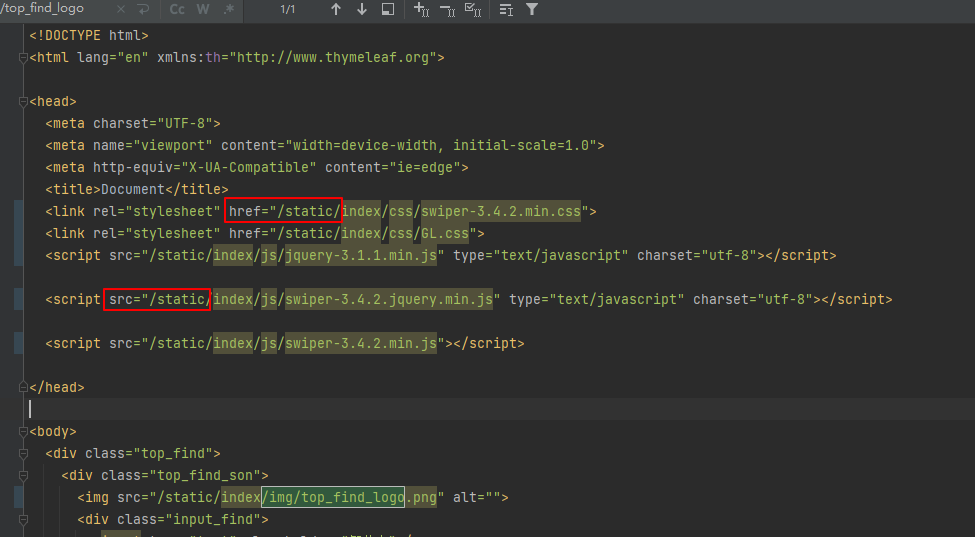 /top_find_logo × Cc W .* 1/1
<!DOCTYPE html>
<html lang="en" xmlns:th="http://www.thymeleaf.org">
<head>
<meta charset="UTF-8">
<meta name="viewport" content="width=device-width, initial-scale=1.0">
<meta http-equiv="X-UA-Compatible" content="ie=edge">
<title>Document</title>
<link rel="stylesheet" href="/static/index/css/swiper-3.4.2.min.css">
<link rel="stylesheet" href="/static/index/css/GL.css">
<script src="/static/index/js/jquery-3.1.1.min.js" type="text/javascript" charset="utf-8"></script>
<script src="/static/index/js/swiper-3.4.2.jquery.min.js" type="text/javascript" charset="utf-8"></script>
<script src="/static/index/js/swiper-3.4.2.min.js"></script>
</head>
<body>
<div class="top_find">
<div class="top_find_son">
<img src="/static/index/img/top_find_logo.png" alt="">
<div class="input_find">